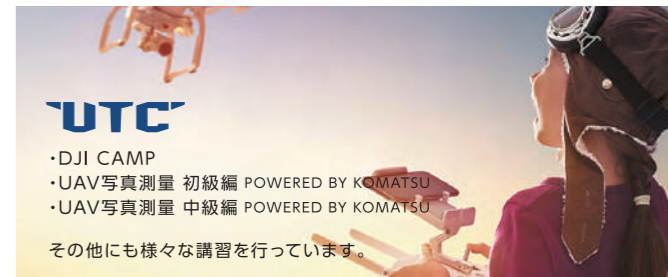 UTC
・DJI CAMP
・UAV写真測量 初級編 POWERED BY KOMATSU
・UAV写真測量 中級編 POWERED BY KOMATSU
その他にも様々な講習を行っています。